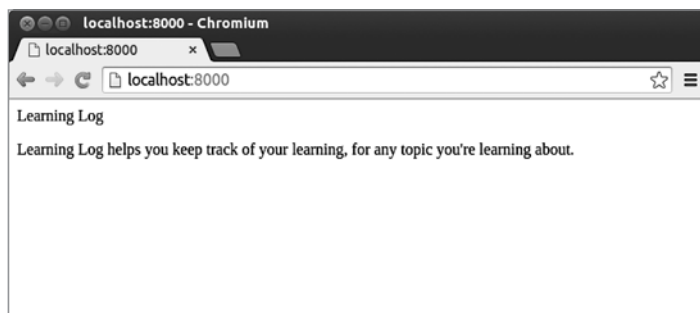 localhost:8000 - Chromium
localhost:8000
localhost:8000
Learning Log
Learning Log helps you keep track of your learning, for any topic you're learning about.